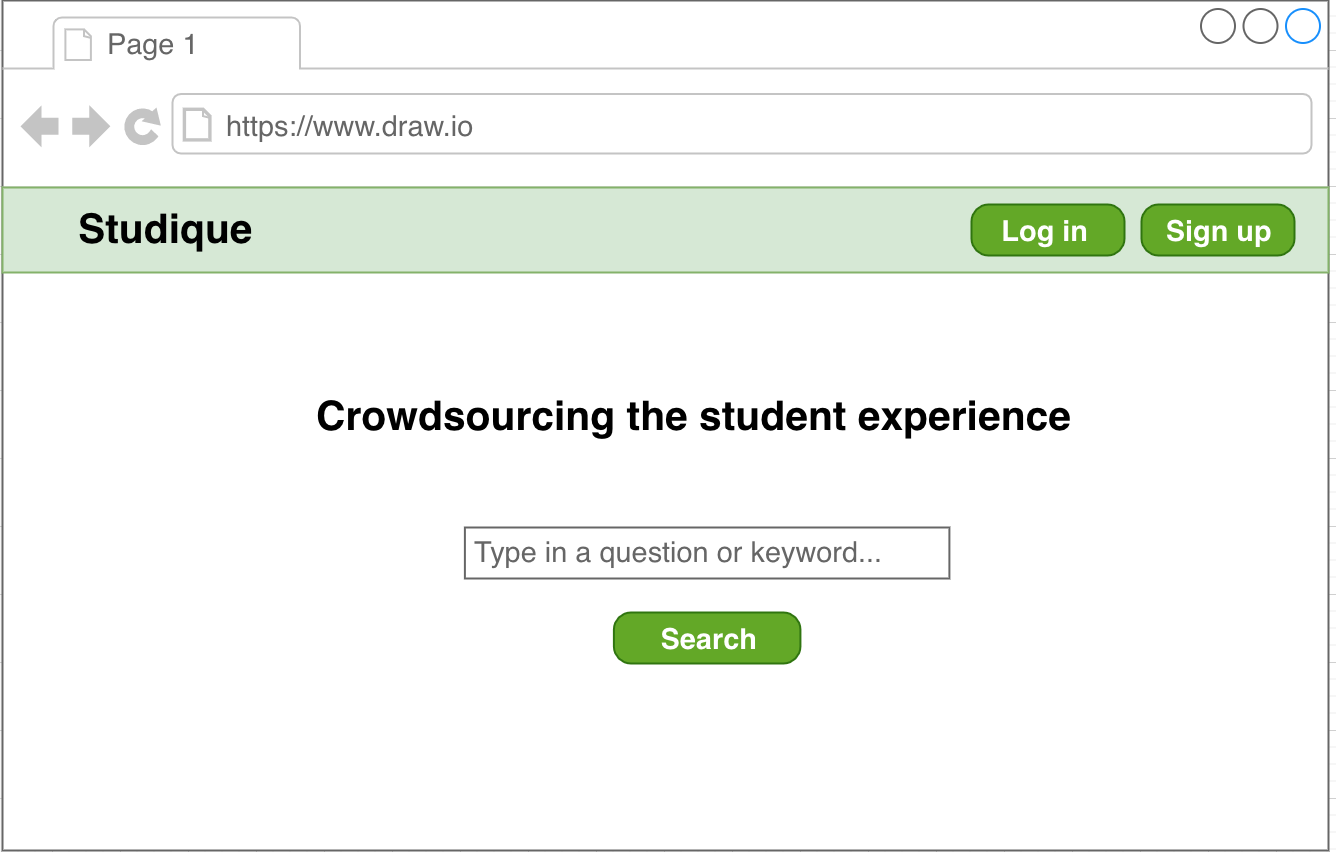 Page 1
https://www.draw.io
Studique
Log in
Sign up
Crowdsourcing the student experience
Type in a question or keyword...
Search